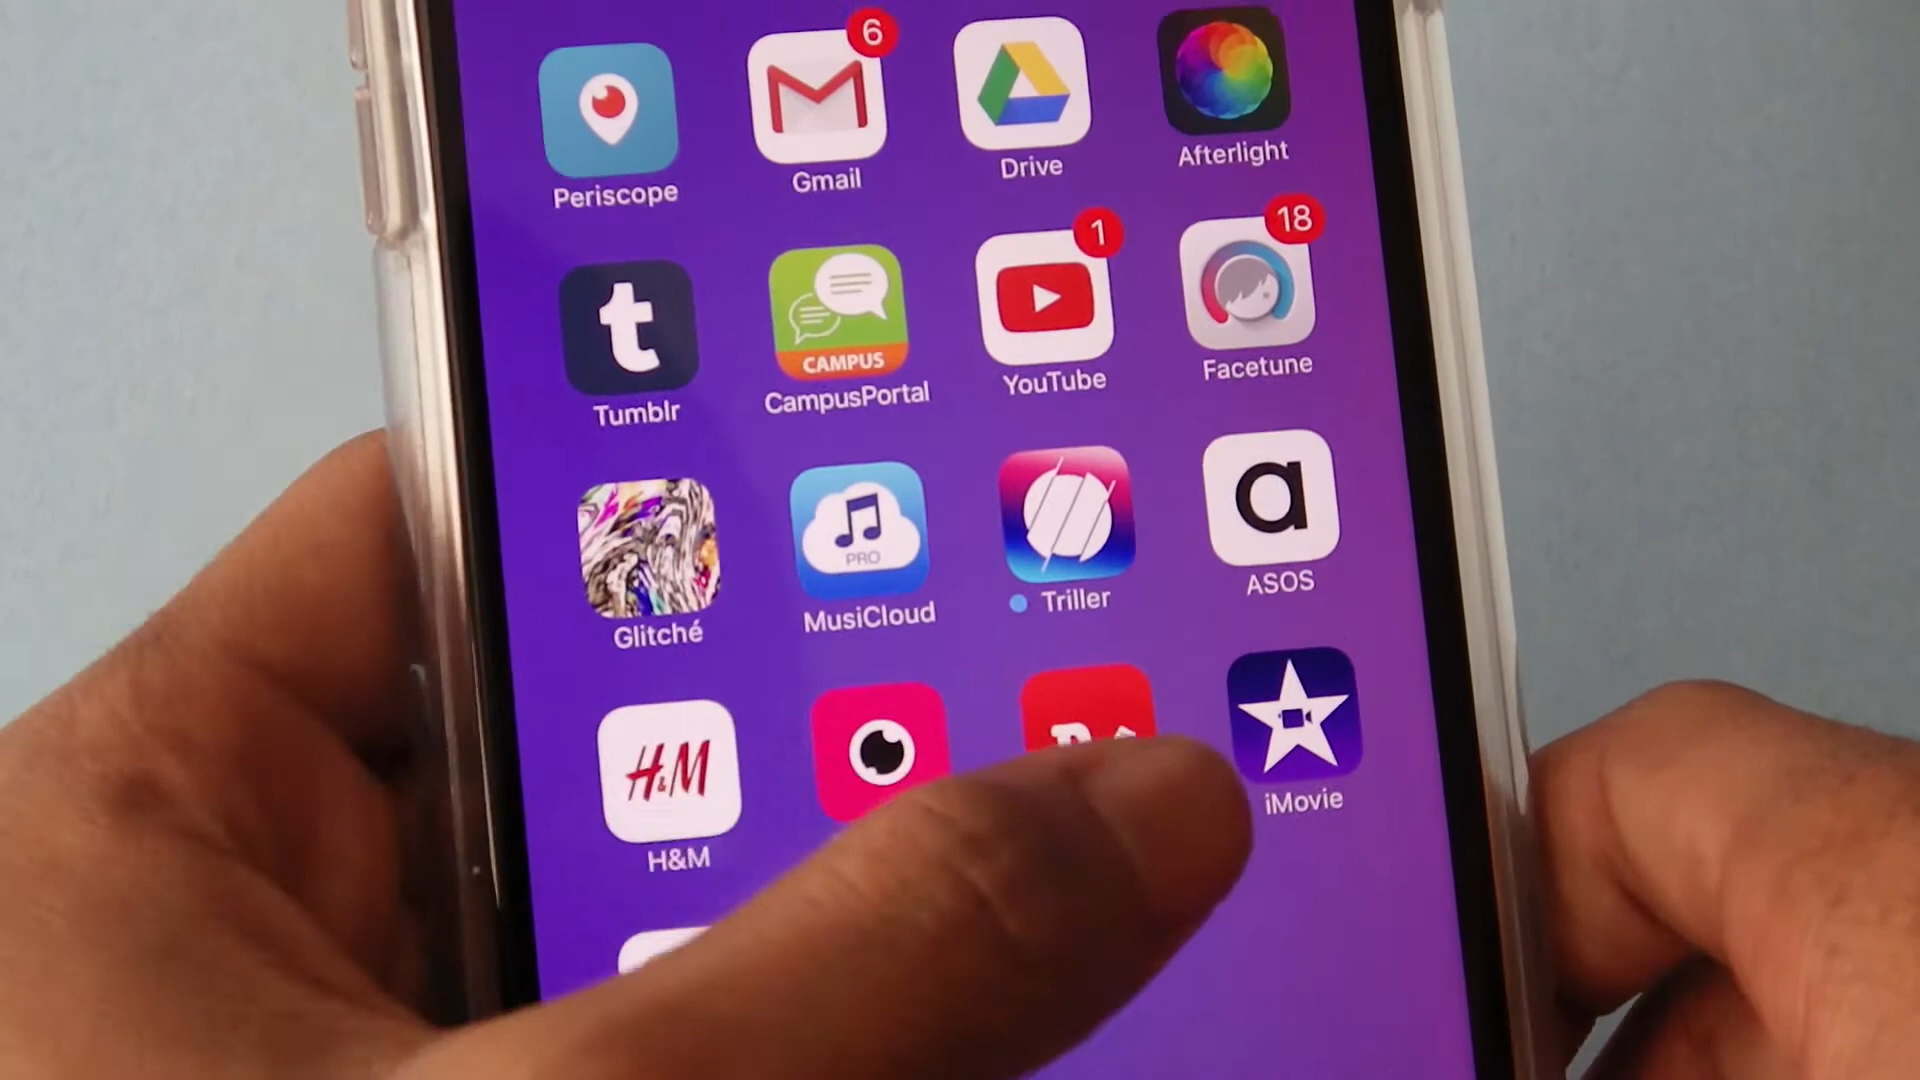 6
Periscope
Gmail
Drive
Afterlight
1
18
t
CAMPUS
Tumblr
CampusPortal
YouTube
Facetune
PRO
a
Glitché
MusiCloud
Triller
ASOS
H&M
H&M
iMovie